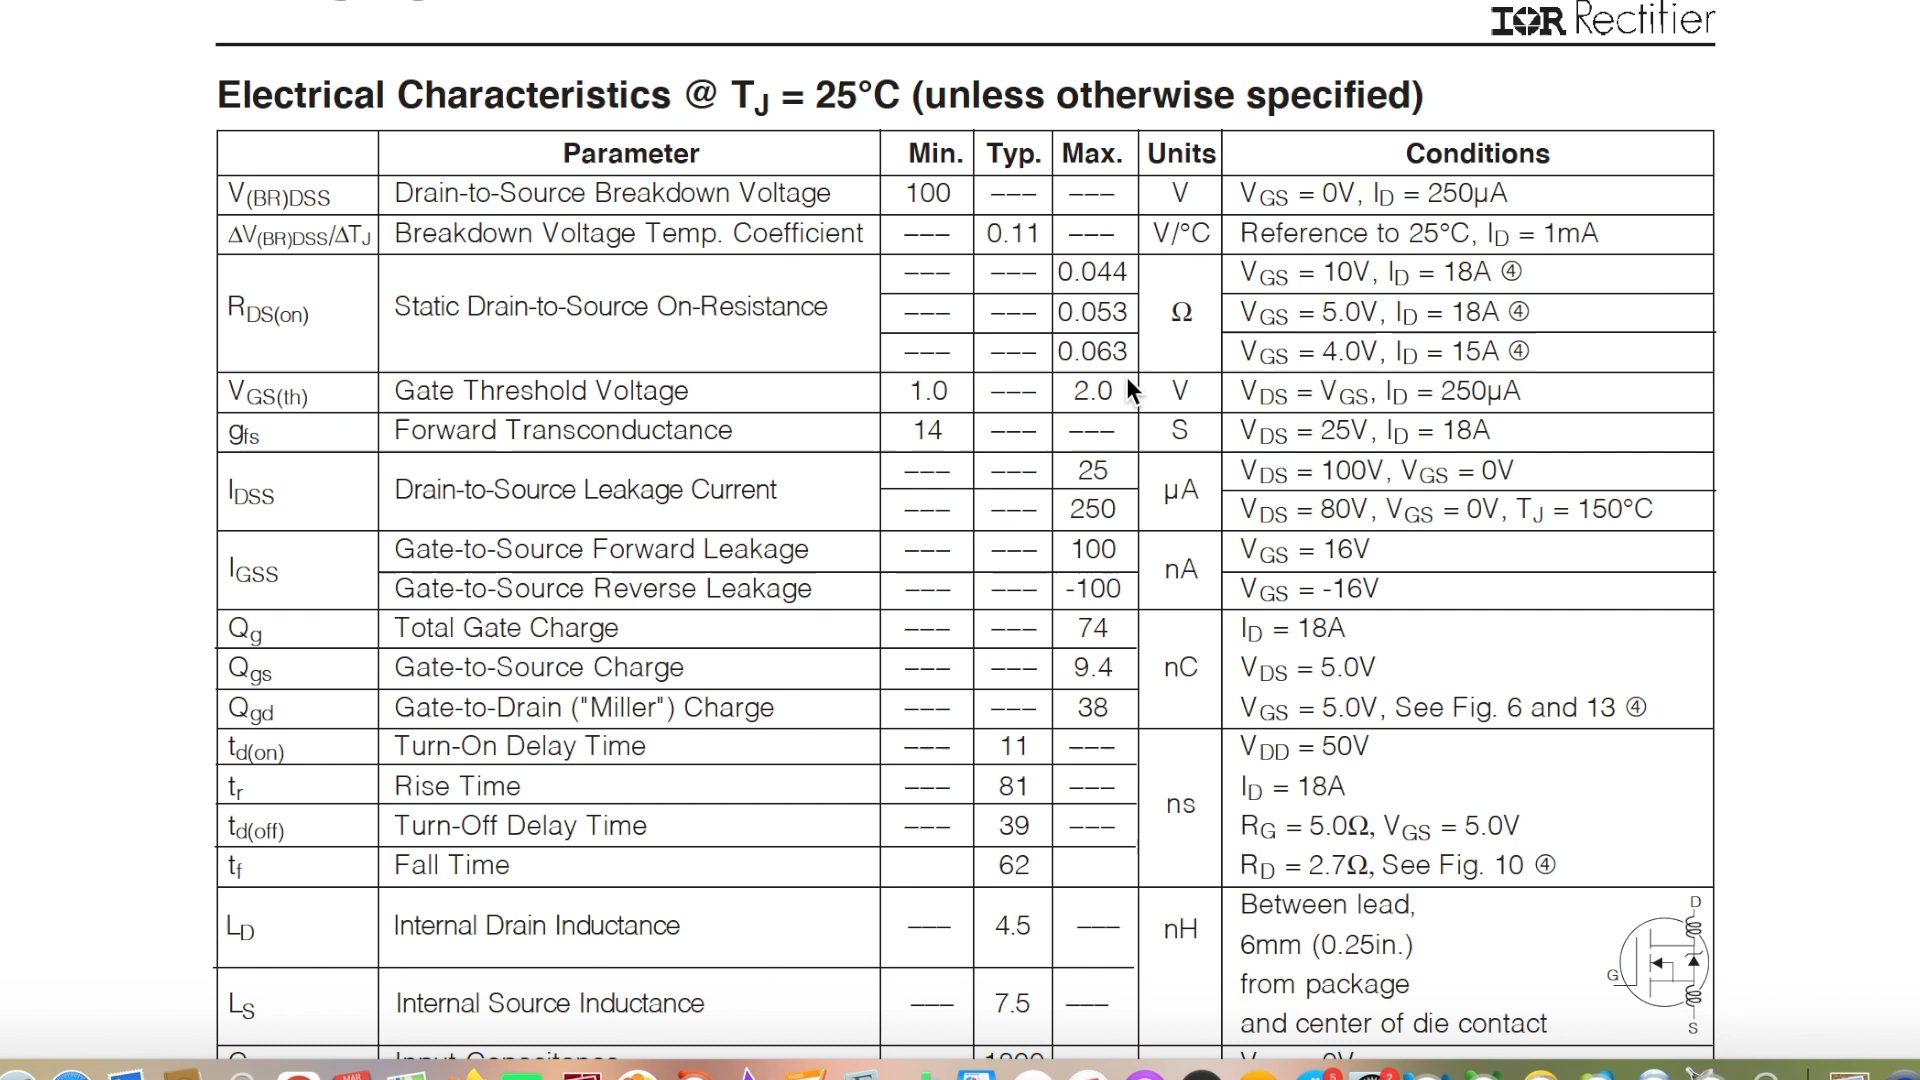 IOR Rectifier
Electrical Characteristics @ TJ = 25°C (unless otherwise specified)
Parameter Min. Typ. Max. Units Conditions
V(BR)DSS Drain-to-Source Breakdown Voltage 100 ––– ––– V VGS = 0V, ID = 250µA
ΔV(BR)DSS/ΔTJ Breakdown Voltage Temp. Coefficient ––– 0.11 ––– V/°C Reference to 25°C, ID = 1mA
RDS(on) Static Drain-to-Source On-Resistance ––– ––– 0.044 Ω VGS = 10V, ID = 18A ④
––– ––– 0.053 VGS = 5.0V, ID = 18A ④
––– ––– 0.063 VGS = 4.0V, ID = 15A ④
VGS(th) Gate Threshold Voltage 1.0 ––– 2.0 V VDS = VGS, ID = 250µA
gfs Forward Transconductance 14 ––– ––– S VDS = 25V, ID = 18A
IDSS Drain-to-Source Leakage Current ––– ––– 25 µA VDS = 100V, VGS = 0V
––– ––– 250 VDS = 80V, VGS = 0V, TJ = 150°C
IGSS Gate-to-Source Forward Leakage ––– ––– 100 nA VGS = 16V
Gate-to-Source Reverse Leakage ––– ––– -100 VGS = -16V
Qg Total Gate Charge ––– ––– 74 nC ID = 18A
Qgs Gate-to-Source Charge ––– ––– 9.4 VDS = 5.0V
Qgd Gate-to-Drain ("Miller") Charge ––– ––– 38 VGS = 5.0V, See Fig. 6 and 13 ④
td(on) Turn-On Delay Time ––– 11 ––– ns VDD = 50V
tr Rise Time ––– 81 ––– ID = 18A
td(off) Turn-Off Delay Time ––– 39 ––– RG = 5.0Ω, VGS = 5.0V
tf Fall Time 62 RD = 2.7Ω, See Fig. 10 ④
LD Internal Drain Inductance ––– 4.5 ––– nH Between lead,
6mm (0.25in.)
LS Internal Source Inductance ––– 7.5 ––– from package
and center of die contact
D
G
S
Input Capacitance 1800
MAR
5
2